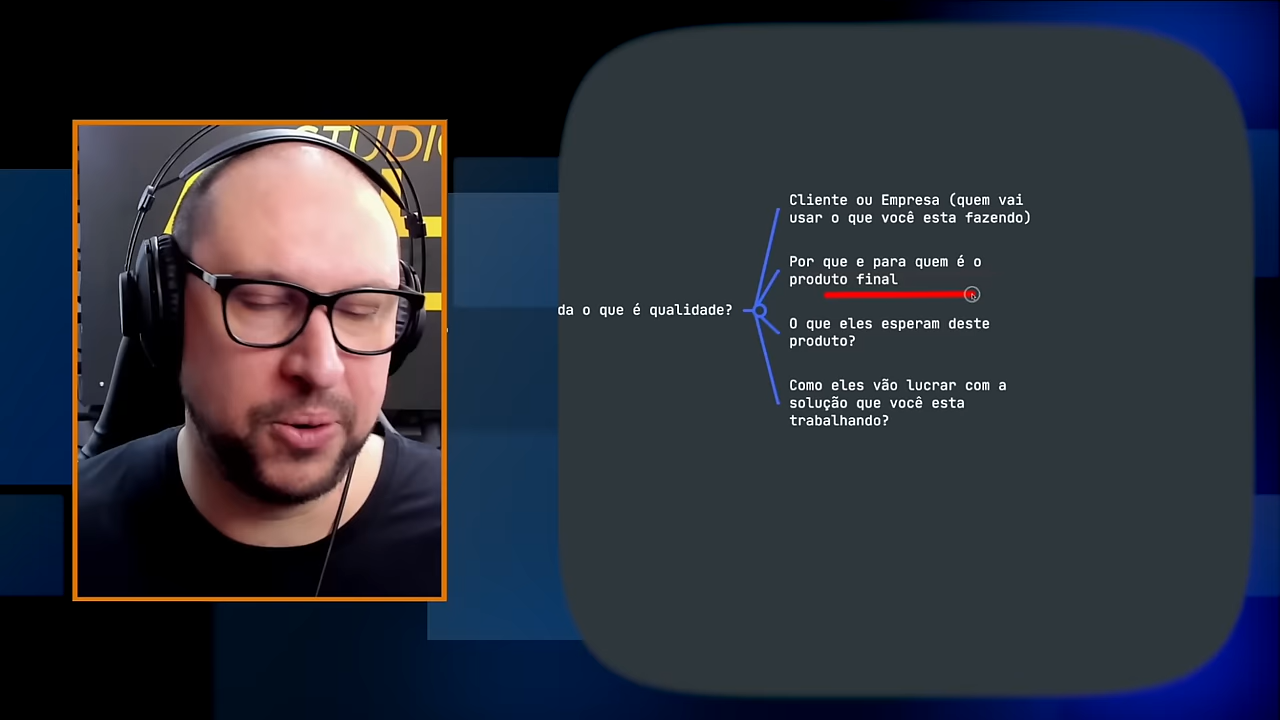 STUDIO
Cliente ou Empresa (quem vai
usar o que você esta fazendo)
Por que e para quem é o
produto final
da o que é qualidade?
O que eles esperam deste
produto?
Como eles vão lucrar com a
solução que você esta
trabalhando?